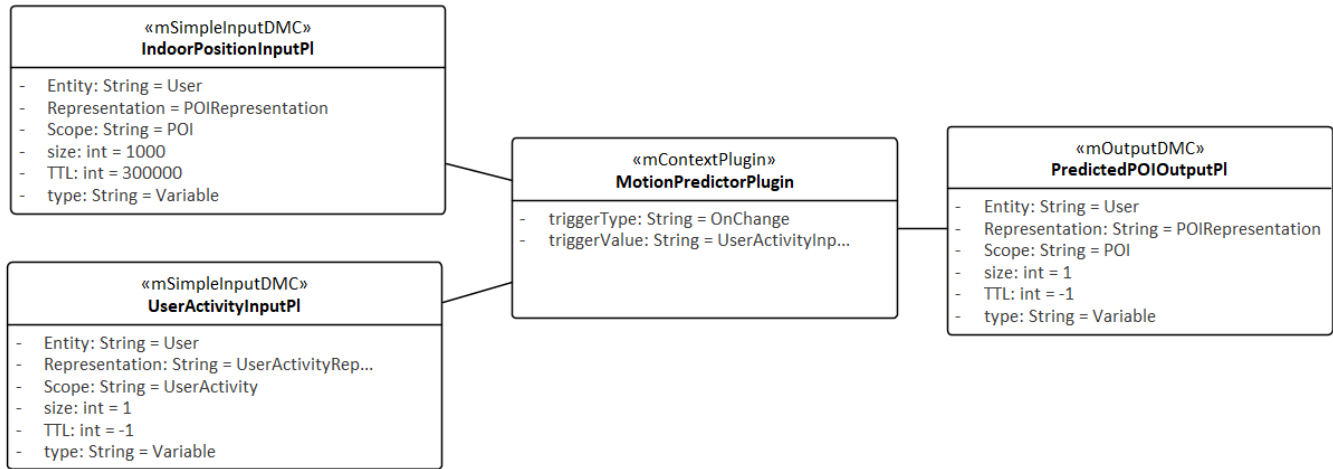 «mSimpleInputDMC»
IndoorPositionInputPl
- Entity: String = User
- Representation = POIRepresentation
- Scope: String = POI
- size: int = 1000
- TTL: int = 300000
- type: String = Variable
«mSimpleInputDMC»
UserActivityInputPl
- Entity: String = User
- Representation: String = UserActivityRep...
- Scope: String = UserActivity
- size: int = 1
- TTL: int = -1
- type: String = Variable
«mContextPlugin»
MotionPredictorPlugin
- triggerType: String = OnChange
- triggerValue: String = UserActivityInp...
«mOutputDMC»
PredictedPOIOutputPl
- Entity: String = User
- Representation: String = POIRepresentation
- Scope: String = POI
- size: int = 1
- TTL: int = -1
- type: String = Variable